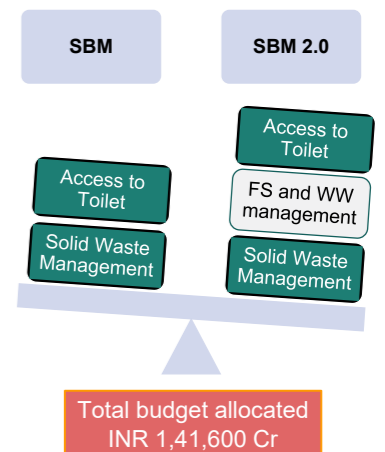 SBM
SBM 2.0
Access to
Toilet
Solid Waste
Management
Access to
Toilet
FS and WW
management
Solid Waste
Management
Total budget allocated
INR 1,41,600 Cr